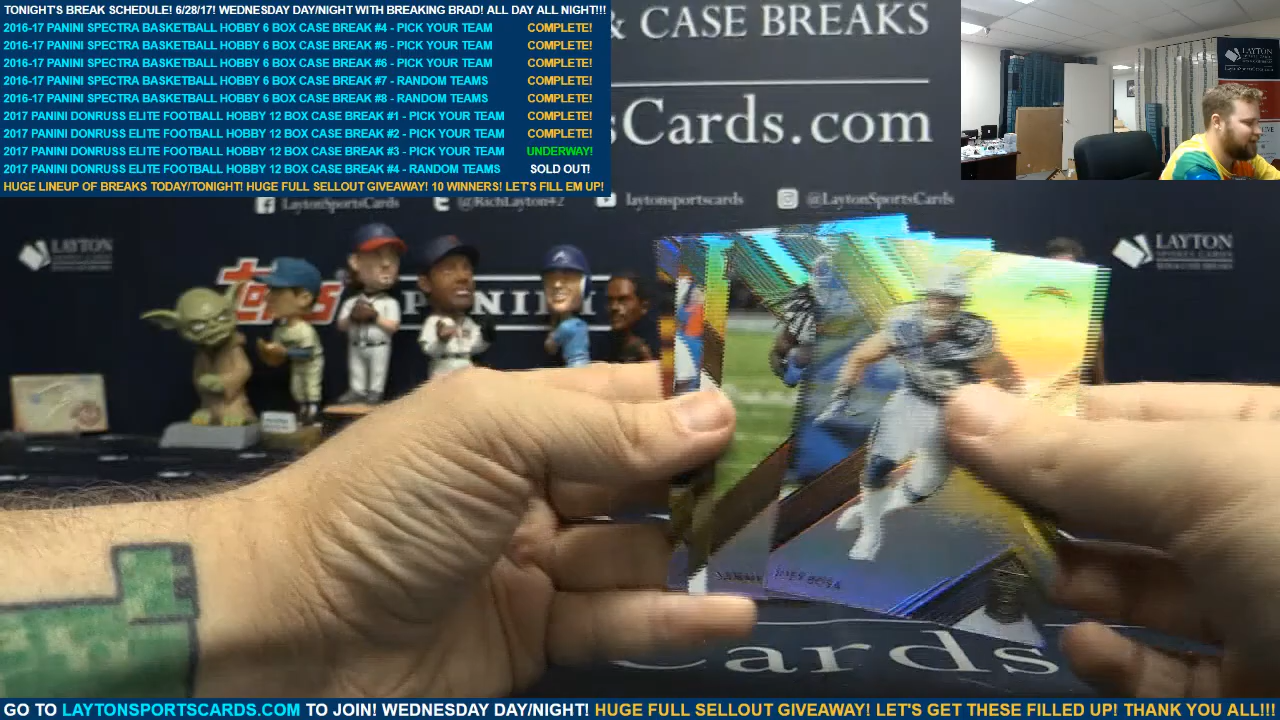 TONIGHT'S BREAK SCHEDULE! 6/28/17! WEDNESDAY DAY/NIGHT WITH BREAKING BRAD! ALL DAY ALL NIGHT!!!
2016-17 PANINI SPECTRA BASKETBALL HOBBY 6 BOX CASE BREAK #4 - PICK YOUR TEAM COMPLETE!
2016-17 PANINI SPECTRA BASKETBALL HOBBY 6 BOX CASE BREAK #5 - PICK YOUR TEAM COMPLETE!
2016-17 PANINI SPECTRA BASKETBALL HOBBY 6 BOX CASE BREAK #6 - PICK YOUR TEAM COMPLETE!
2016-17 PANINI SPECTRA BASKETBALL HOBBY 6 BOX CASE BREAK #7 - RANDOM TEAMS COMPLETE!
2016-17 PANINI SPECTRA BASKETBALL HOBBY 6 BOX CASE BREAK #8 - RANDOM TEAMS COMPLETE!
2017 PANINI DONRUSS ELITE FOOTBALL HOBBY 12 BOX CASE BREAK #1 - PICK YOUR TEAM COMPLETE!
2017 PANINI DONRUSS ELITE FOOTBALL HOBBY 12 BOX CASE BREAK #2 - PICK YOUR TEAM COMPLETE!
2017 PANINI DONRUSS ELITE FOOTBALL HOBBY 12 BOX CASE BREAK #3 - PICK YOUR TEAM UNDERWAY!
2017 PANINI DONRUSS ELITE FOOTBALL HOBBY 12 BOX CASE BREAK #4 - RANDOM TEAMS SOLD OUT!
HUGE LINEUP OF BREAKS TODAY/TONIGHT! HUGE FULL SELLOUT GIVEAWAY! 10 WINNERS! LET'S FILL EM UP!
& CASE BREAKS
sCards.com
LaytonSportsCards @RichLayton42 laytonsportscards @LaytonSportsCards
LAYTON
LAYTON
LAYTON
topps
PANINI
JOEY BOSA
Cards
GO TO LAYTONSPORTSCARDS.COM TO JOIN! WEDNESDAY DAY/NIGHT! HUGE FULL SELLOUT GIVEAWAY! LET'S GET THESE FILLED UP! THANK YOU ALL!!!